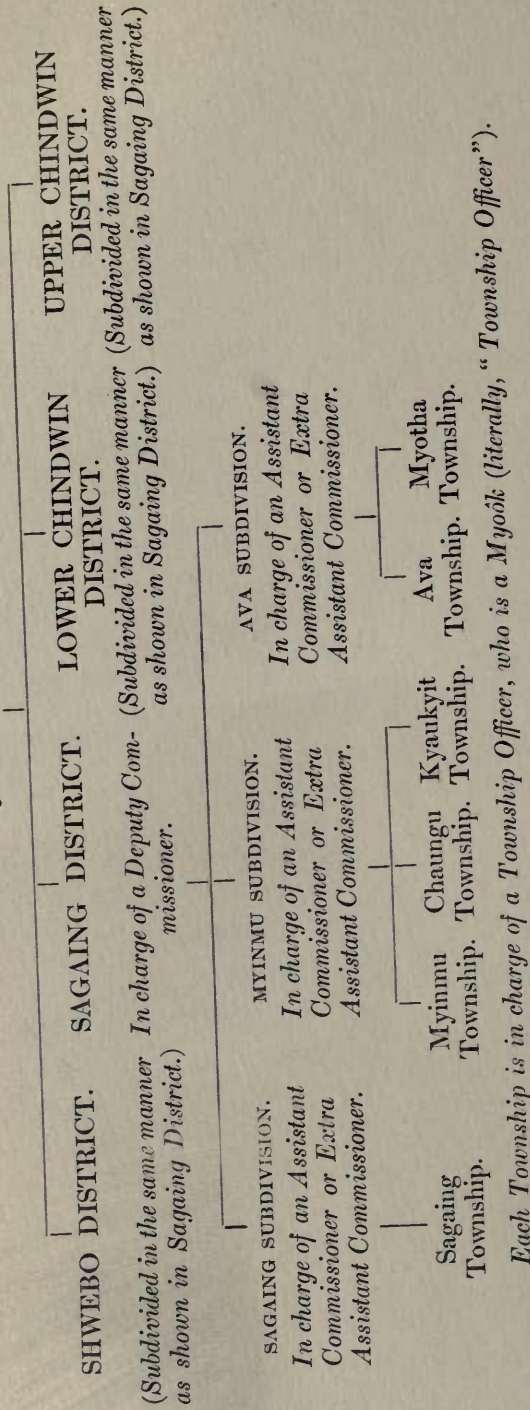 SHWEBO DISTRICT.
(Subdivided in the same manner
as shown in Sagaing District.)
SAGAING DISTRICT.
In charge of a Deputy Com-
missioner.
LOWER CHINDWIN
DISTRICT.
(Subdivided in the same manner
as shown in Sagaing District.)
UPPER CHINDWIN
DISTRICT.
(Subdivided in the same manner
as shown in Sagaing District.)
SAGAING SUBDIVISION.
In charge of an Assistant
Commissioner or Extra
Assistant Commissioner.
MYINMU SUBDIVISION.
In charge of an Assistant
Commissioner or Extra
Assistant Commissioner.
AVA SUBDIVISION.
In charge of an Assistant
Commissioner or Extra
Assistant Commissioner.
Sagaing
Township.
Myinmu
Township.
Chaungu
Township.
Kyaukyit
Township.
Ava
Township.
Myotha
Township.
Each Township is in charge of a Township Officer, who is a Myoôk (literally, “Township Officer”).